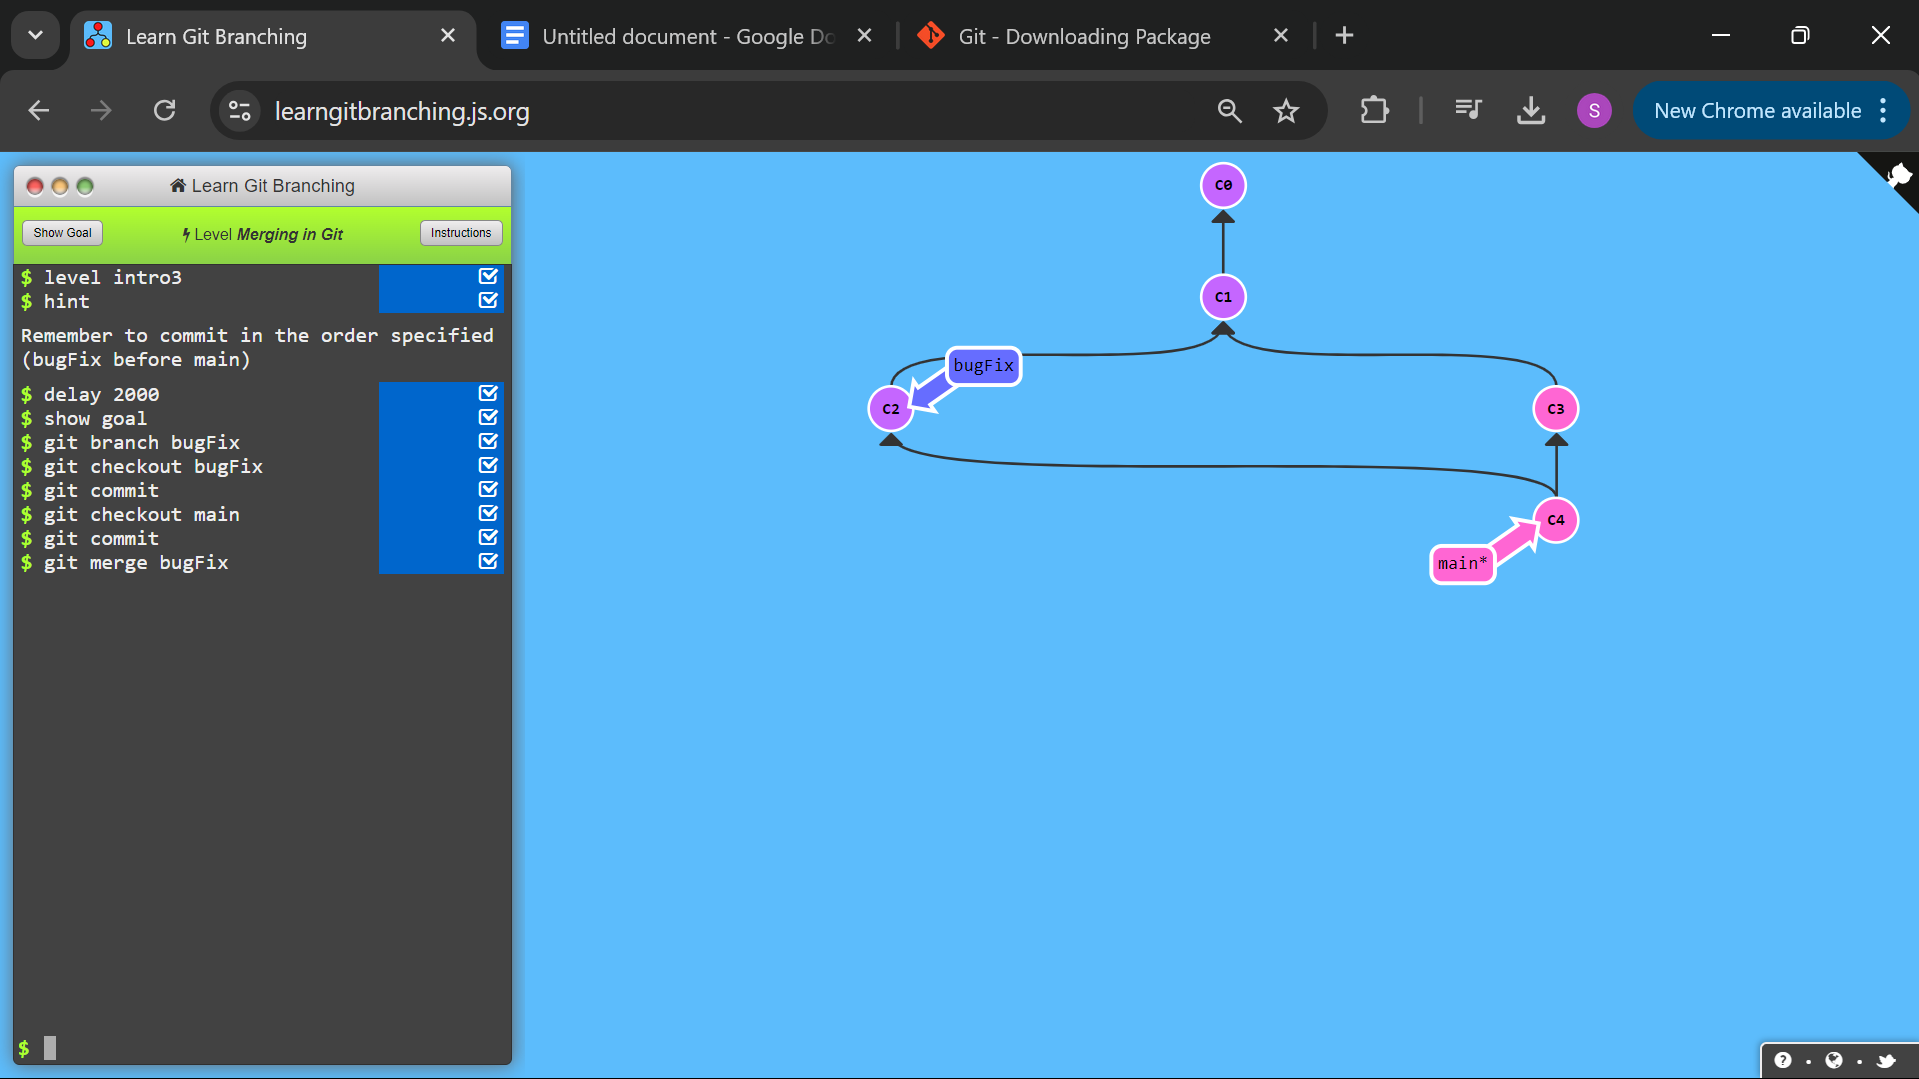 Learn Git Branching
Untitled document - Google Do
Git - Downloading Package
learngitbranching.js.org
S
New Chrome available
Learn Git Branching
Show Goal
Level Merging in Git
Instructions
$ level intro3
$ hint
Remember to commit in the order specified
(bugFix before main)
$ delay 2000
$ show goal
$ git branch bugFix
$ git checkout bugFix
$ git commit
$ git checkout main
$ git commit
$ git merge bugFix
$
C0
C1
bugFix
C2
C3
C4
main*
?